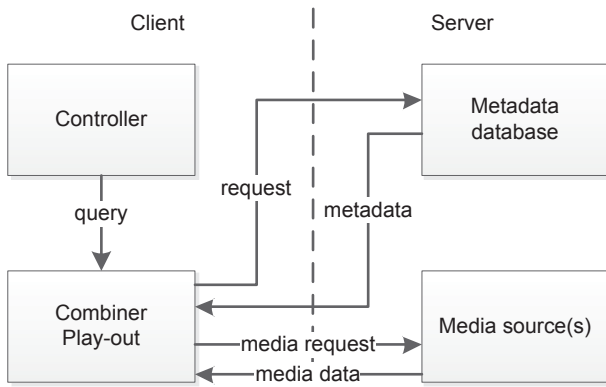 Client
Server
Controller
Metadata
database
request
query
metadata
Combiner
Play-out
Media source(s)
media request
media data